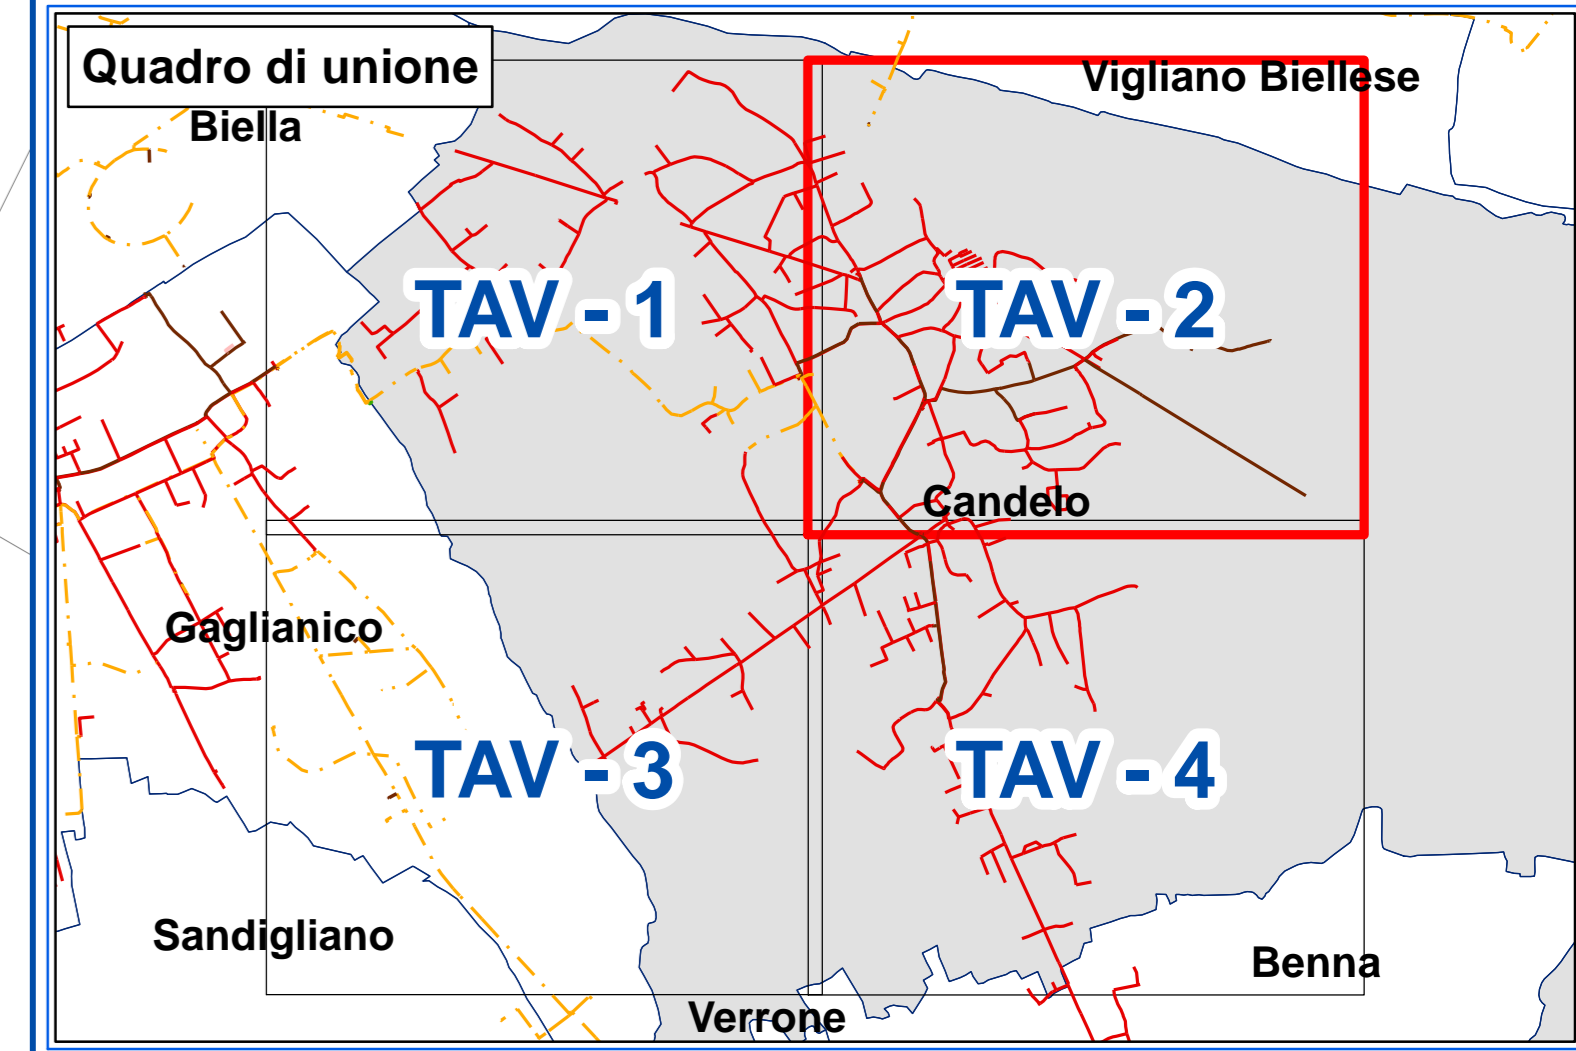 Quadro di unione
Vigliano Biellese
Biella
TAV - 1
TAV - 2
Candelo
Gaglianico
TAV - 3
TAV - 4
Sandigliano
Benna
Verrone